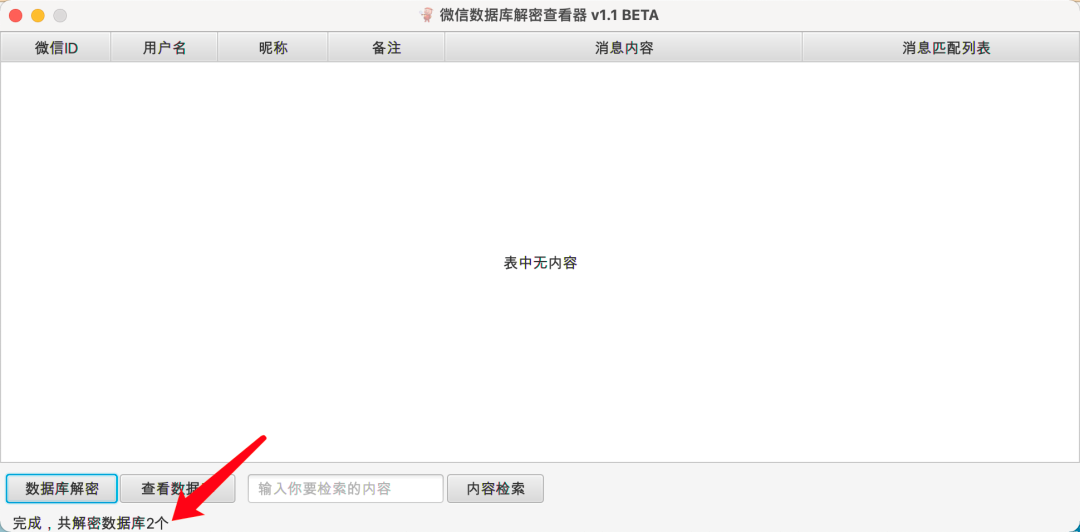 微信数据库解密查看器 v1.1 BETA
微信ID 用户名 昵称 备注 消息内容 消息匹配列表
表中无内容
数据库解密 查看数据 输入你要检索的内容 内容检索
完成，共解密数据库2个